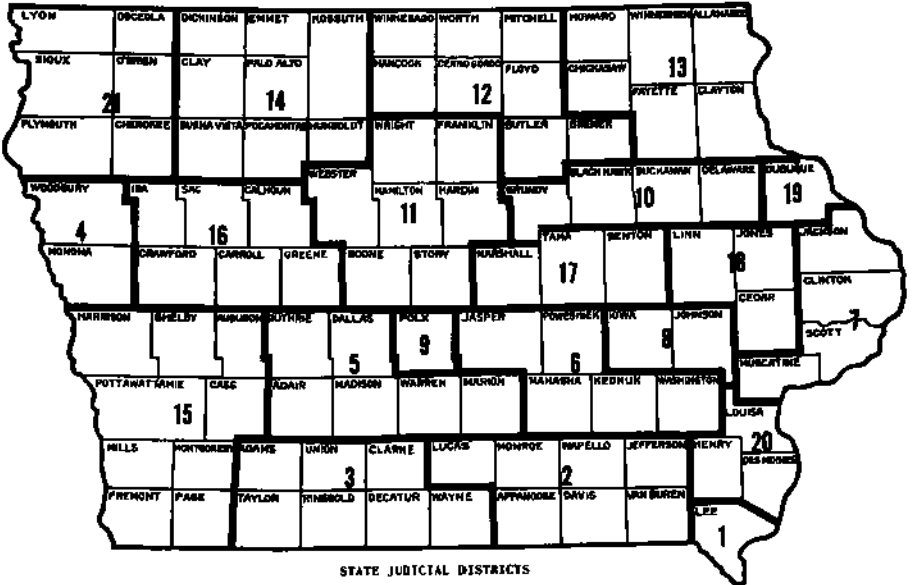 LYON OSCEOLA DICKINSON EMMET KOSSUTH WINNEBAGO WORTH MITCHELL HOWARD WINNESHIEK ALLAMAKEE
SIOUX O'BRIEN CLAY PALO ALTO HANCOCK CERRO GORDO FLOYD CHICKASAW 13
21 14 12
FAYETTE CLAYTON
PLYMOUTH CHEROKEE BUENA VISTA POCAHONTAS HUMBOLDT WRIGHT FRANKLIN BUTLER BREMER
WEBSTER BLACK HAWK BUCHANAN DELAWARE DUBUQUE
WOODBURY IDA SAC CALHOUN HAMILTON HARDIN GRUNDY 10 19
4 16 11
TAMA BENTON LINN JONES JACKSON
MONONA CRAWFORD CARROLL GREENE BOONE STORY MARSHALL 17 18
CLINTON
CEDAR
HARRISON SHELBY AUDUBON GUTHRIE DALLAS POLK JASPER POWESHIEK IOWA JOHNSON 7
SCOTT
5 9 6 8
MUSCATINE
POTTAWATTAMIE CASS ADAIR MADISON WARREN MARION MAHASKA KEOKUK WASHINGTON
15
LOUISA
MILLS MONTGOMERY ADAMS UNION CLARKE LUCAS MONROE WAPELLO JEFFERSON HENRY 20
DES MOINES
3 2
FREMONT PAGE TAYLOR RINGGOLD DECATUR WAYNE APPANOOSE DAVIS VAN BUREN
LEE
1
STATE JUDICIAL DISTRICTS